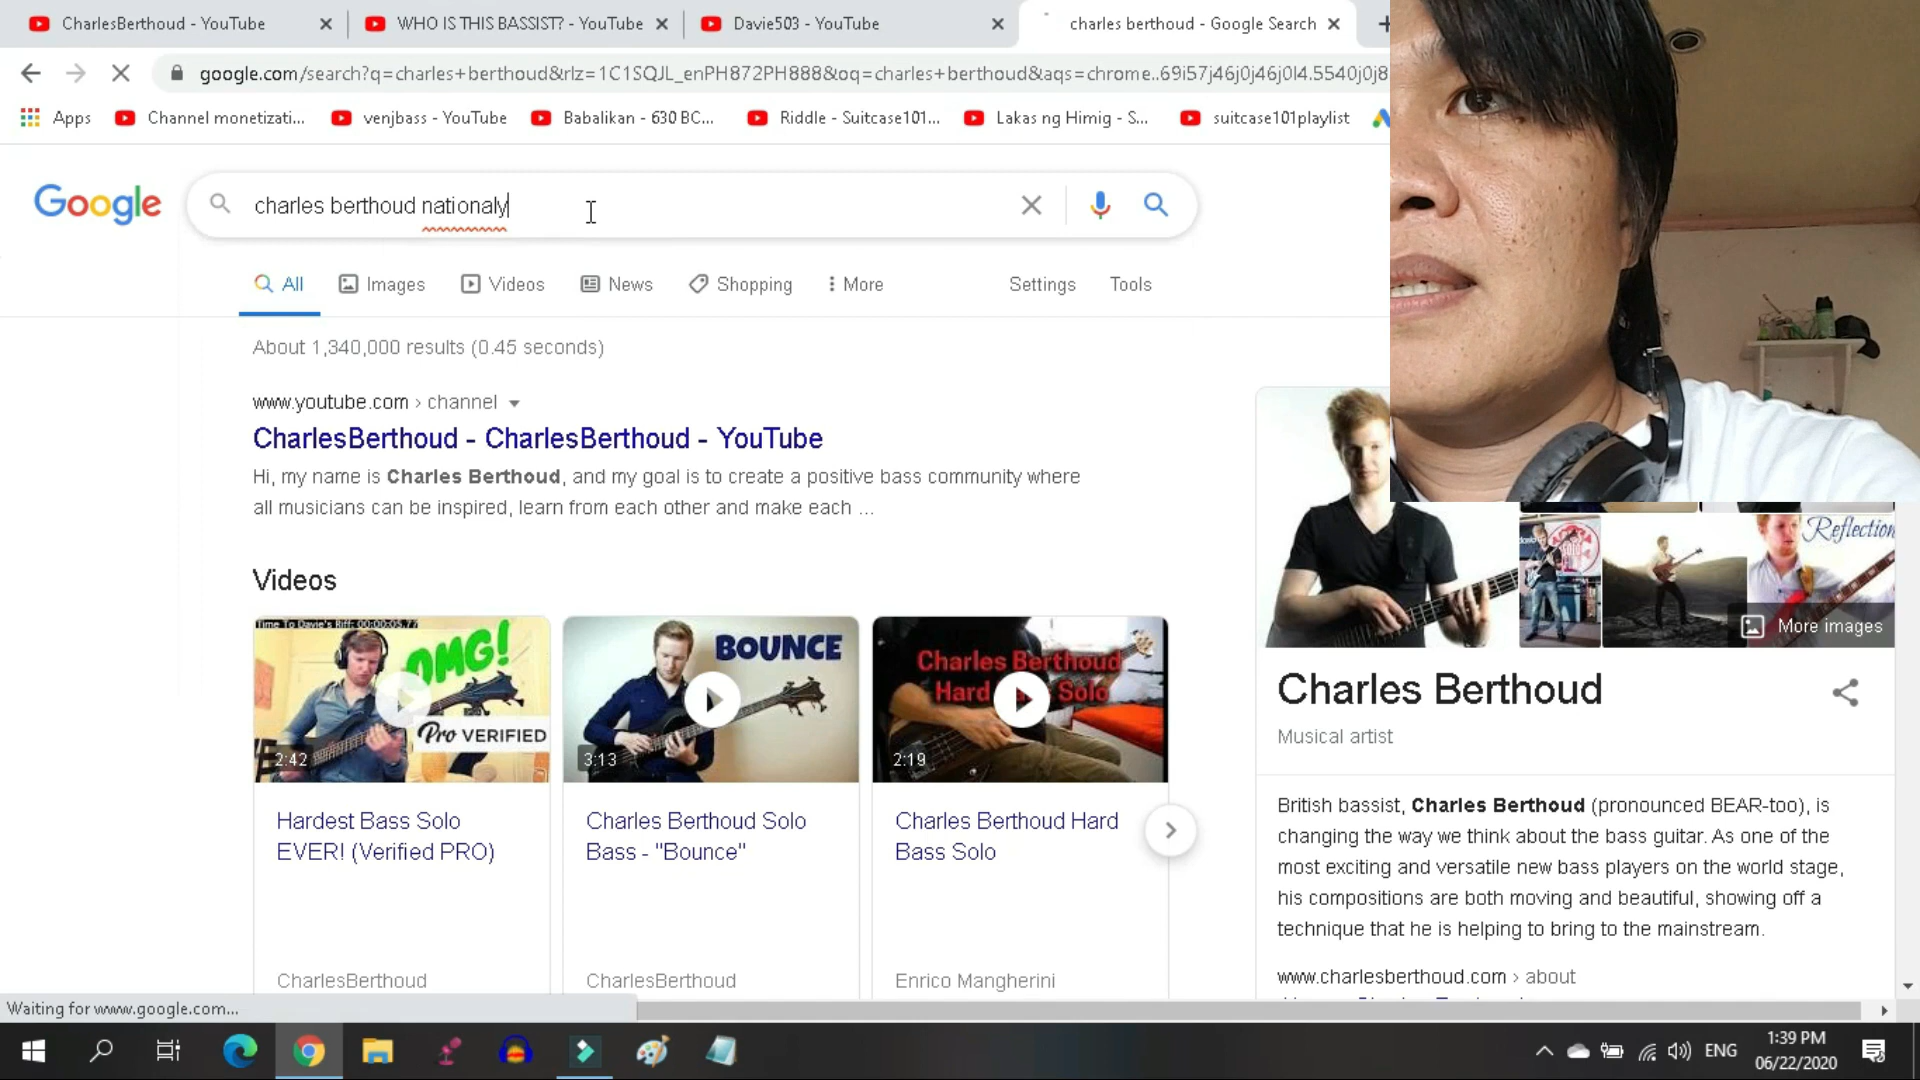 CharlesBerthoud - YouTube
WHO IS THIS BASSIST? - YouTube
Davie503 - YouTube
charles berthoud - Google Search
google.com/search?q=charles+berthoud&rlz=1C1SQJL_enPH872PH888&oq=charles+berthoud&aqs=chrome..69i57j46j0j46j0l4.5540j0j8
Apps
Channel monetizati...
venjbass - YouTube
Babalikan - 630 BC...
Riddle - Suitcase101...
Lakas ng Himig - S...
suitcase101playlist
Google
charles berthoud nationaly
All
Images
Videos
News
Shopping
More
Settings
Tools
About 1,340,000 results (0.45 seconds)
www.youtube.com › channel
CharlesBerthoud - CharlesBerthoud - YouTube
Hi, my name is Charles Berthoud, and my goal is to create a positive bass community where
all musicians can be inspired, learn from each other and make each ...
Videos
Time To Davie's Riff: 00:00:05.77
OMG!
Pro VERIFIED
2:42
BOUNCE
3:13
Charles Berthoud
Hard Bass Solo
2:19
Hardest Bass Solo
EVER! (Verified PRO)
Charles Berthoud Solo
Bass - "Bounce"
Charles Berthoud Hard
Bass Solo
CharlesBerthoud
CharlesBerthoud
Enrico Mangherini
Reflection
More images
Charles Berthoud
Musical artist
British bassist, Charles Berthoud (pronounced BEAR-too), is
changing the way we think about the bass guitar. As one of the
most exciting and versatile new bass players on the world stage,
his compositions are both moving and beautiful, showing off a
technique that he is helping to bring to the mainstream.
www.charlesberthoud.com › about
Waiting for www.google.com...
ENG
1:39 PM
06/22/2020